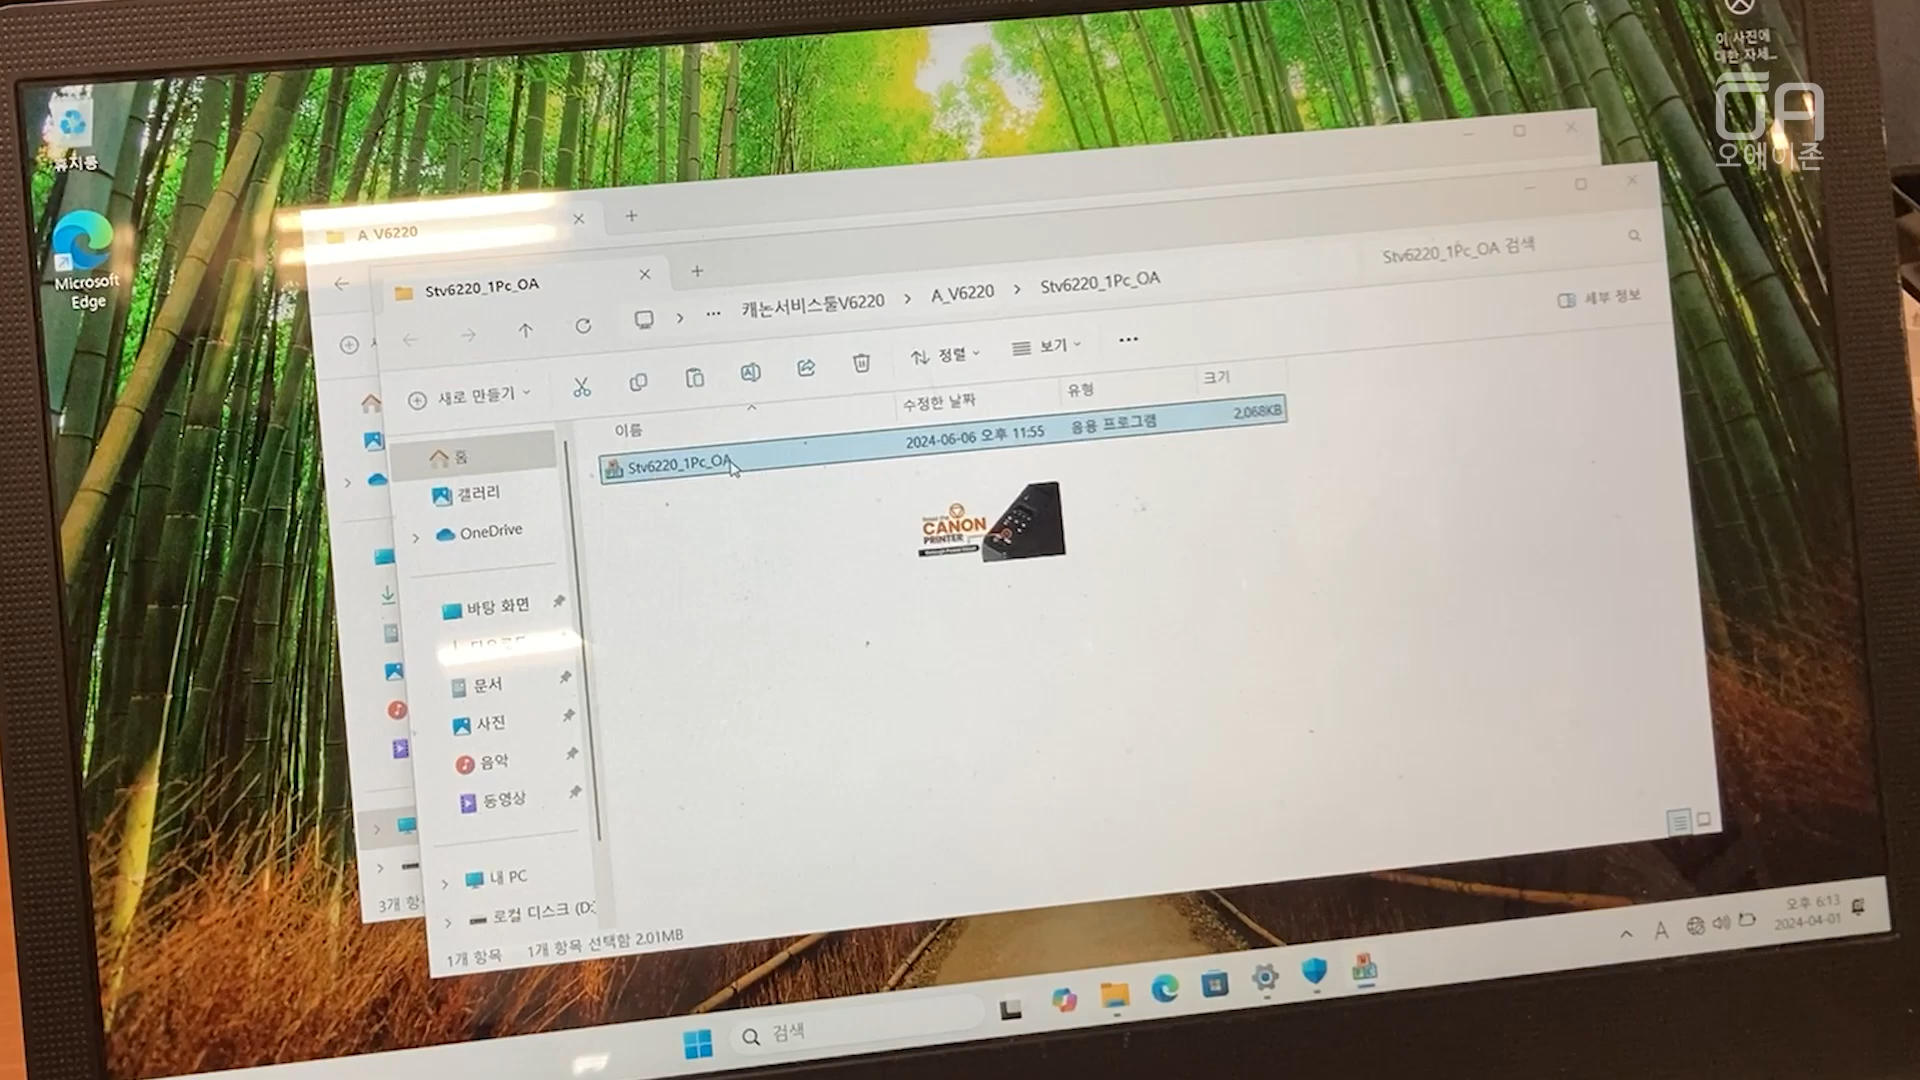 이 사진에
대한 자세...
OA
오에이존
휴지통
Microsoft
Edge
A_V6220
Stv6220_1Pc_OA
캐논서비스툴V6220 > A_V6220 > Stv6220_1Pc_OA
Stv6220_1Pc_OA 검색
새로 만들기
정렬
보기
세부 정보
이름
수정한 날짜
유형
크기
Stv6220_1Pc_OA
2024-06-06 오후 11:55
응용 프로그램
2,068KB
홈
갤러리
OneDrive
바탕 화면
문서
사진
음악
동영상
내 PC
로컬 디스크 (D:)
CANON
PRINTER
3개 항
1개 항목
1개 항목 선택함 2.01MB
검색
A
오후 6:13
2024-04-01